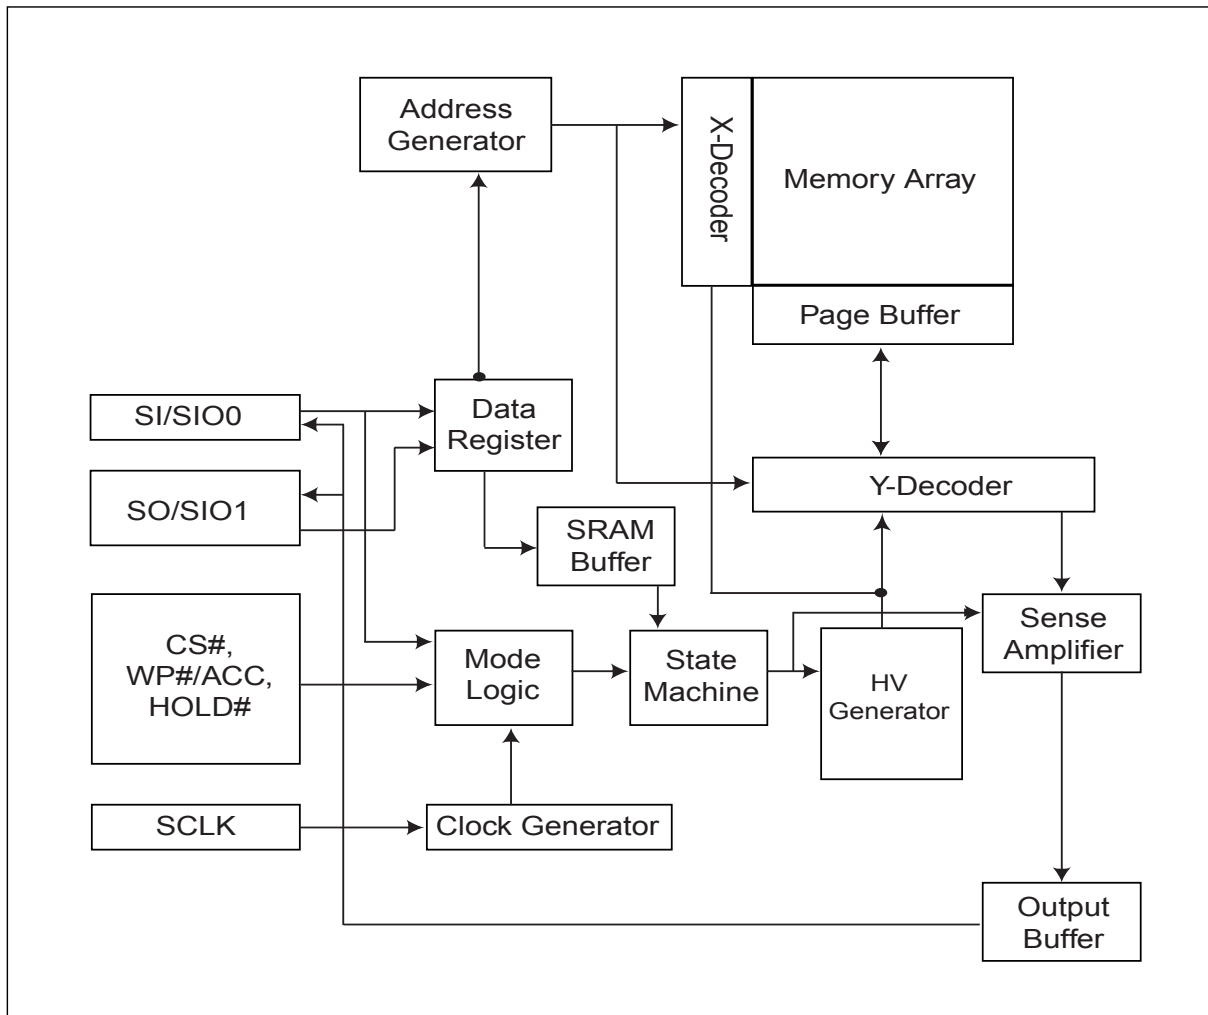 Address
Generator
X-Decoder
Memory Array
Page Buffer
SI/SIO0
Data
Register
SO/SIO1
Y-Decoder
SRAM
Buffer
CS#,
WP#/ACC,
HOLD#
Mode
Logic
State
Machine
HV
Generator
Sense
Amplifier
SCLK
Clock Generator
Output
Buffer